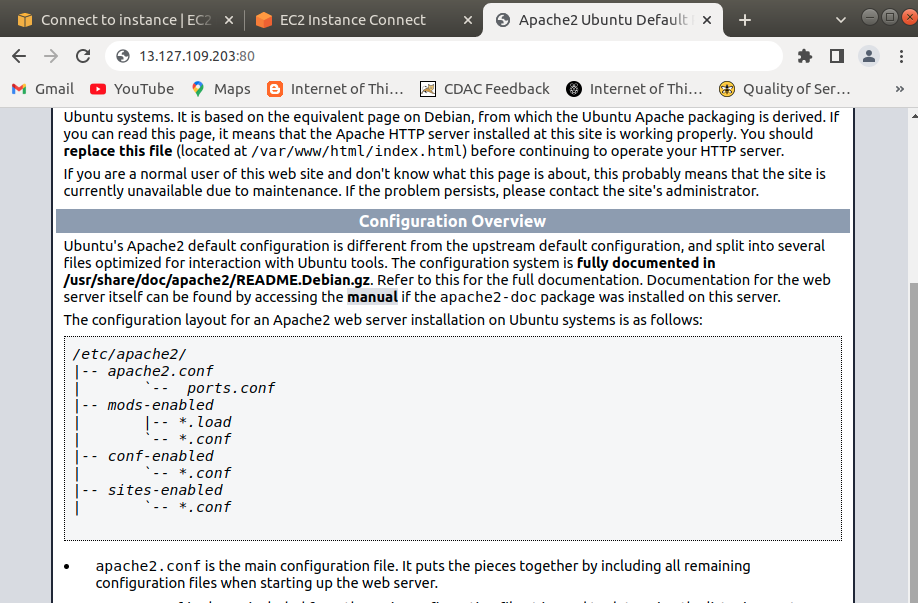 Connect to instance | EC2
EC2 Instance Connect
Apache2 Ubuntu Default
13.127.109.203:80
Gmail
YouTube
Maps
Internet of Thi...
CDAC Feedback
Internet of Thi...
Quality of Ser...
»
Ubuntu systems. It is based on the equivalent page on Debian, from which the Ubuntu Apache packaging is derived. If
you can read this page, it means that the Apache HTTP server installed at this site is working properly. You should
replace this file (located at /var/www/html/index.html) before continuing to operate your HTTP server.
If you are a normal user of this web site and don't know what this page is about, this probably means that the site is
currently unavailable due to maintenance. If the problem persists, please contact the site's administrator.
Configuration Overview
Ubuntu's Apache2 default configuration is different from the upstream default configuration, and split into several
files optimized for interaction with Ubuntu tools. The configuration system is fully documented in
/usr/share/doc/apache2/README.Debian.gz. Refer to this for the full documentation. Documentation for the web
server itself can be found by accessing the manual if the apache2-doc package was installed on this server.
The configuration layout for an Apache2 web server installation on Ubuntu systems is as follows:
/etc/apache2/
|-- apache2.conf
|       `--  ports.conf
|-- mods-enabled
|       |-- *.load
|       `-- *.conf
|-- conf-enabled
|       `-- *.conf
|-- sites-enabled
|       `-- *.conf
• apache2.conf is the main configuration file. It puts the pieces together by including all remaining
configuration files when starting up the web server.